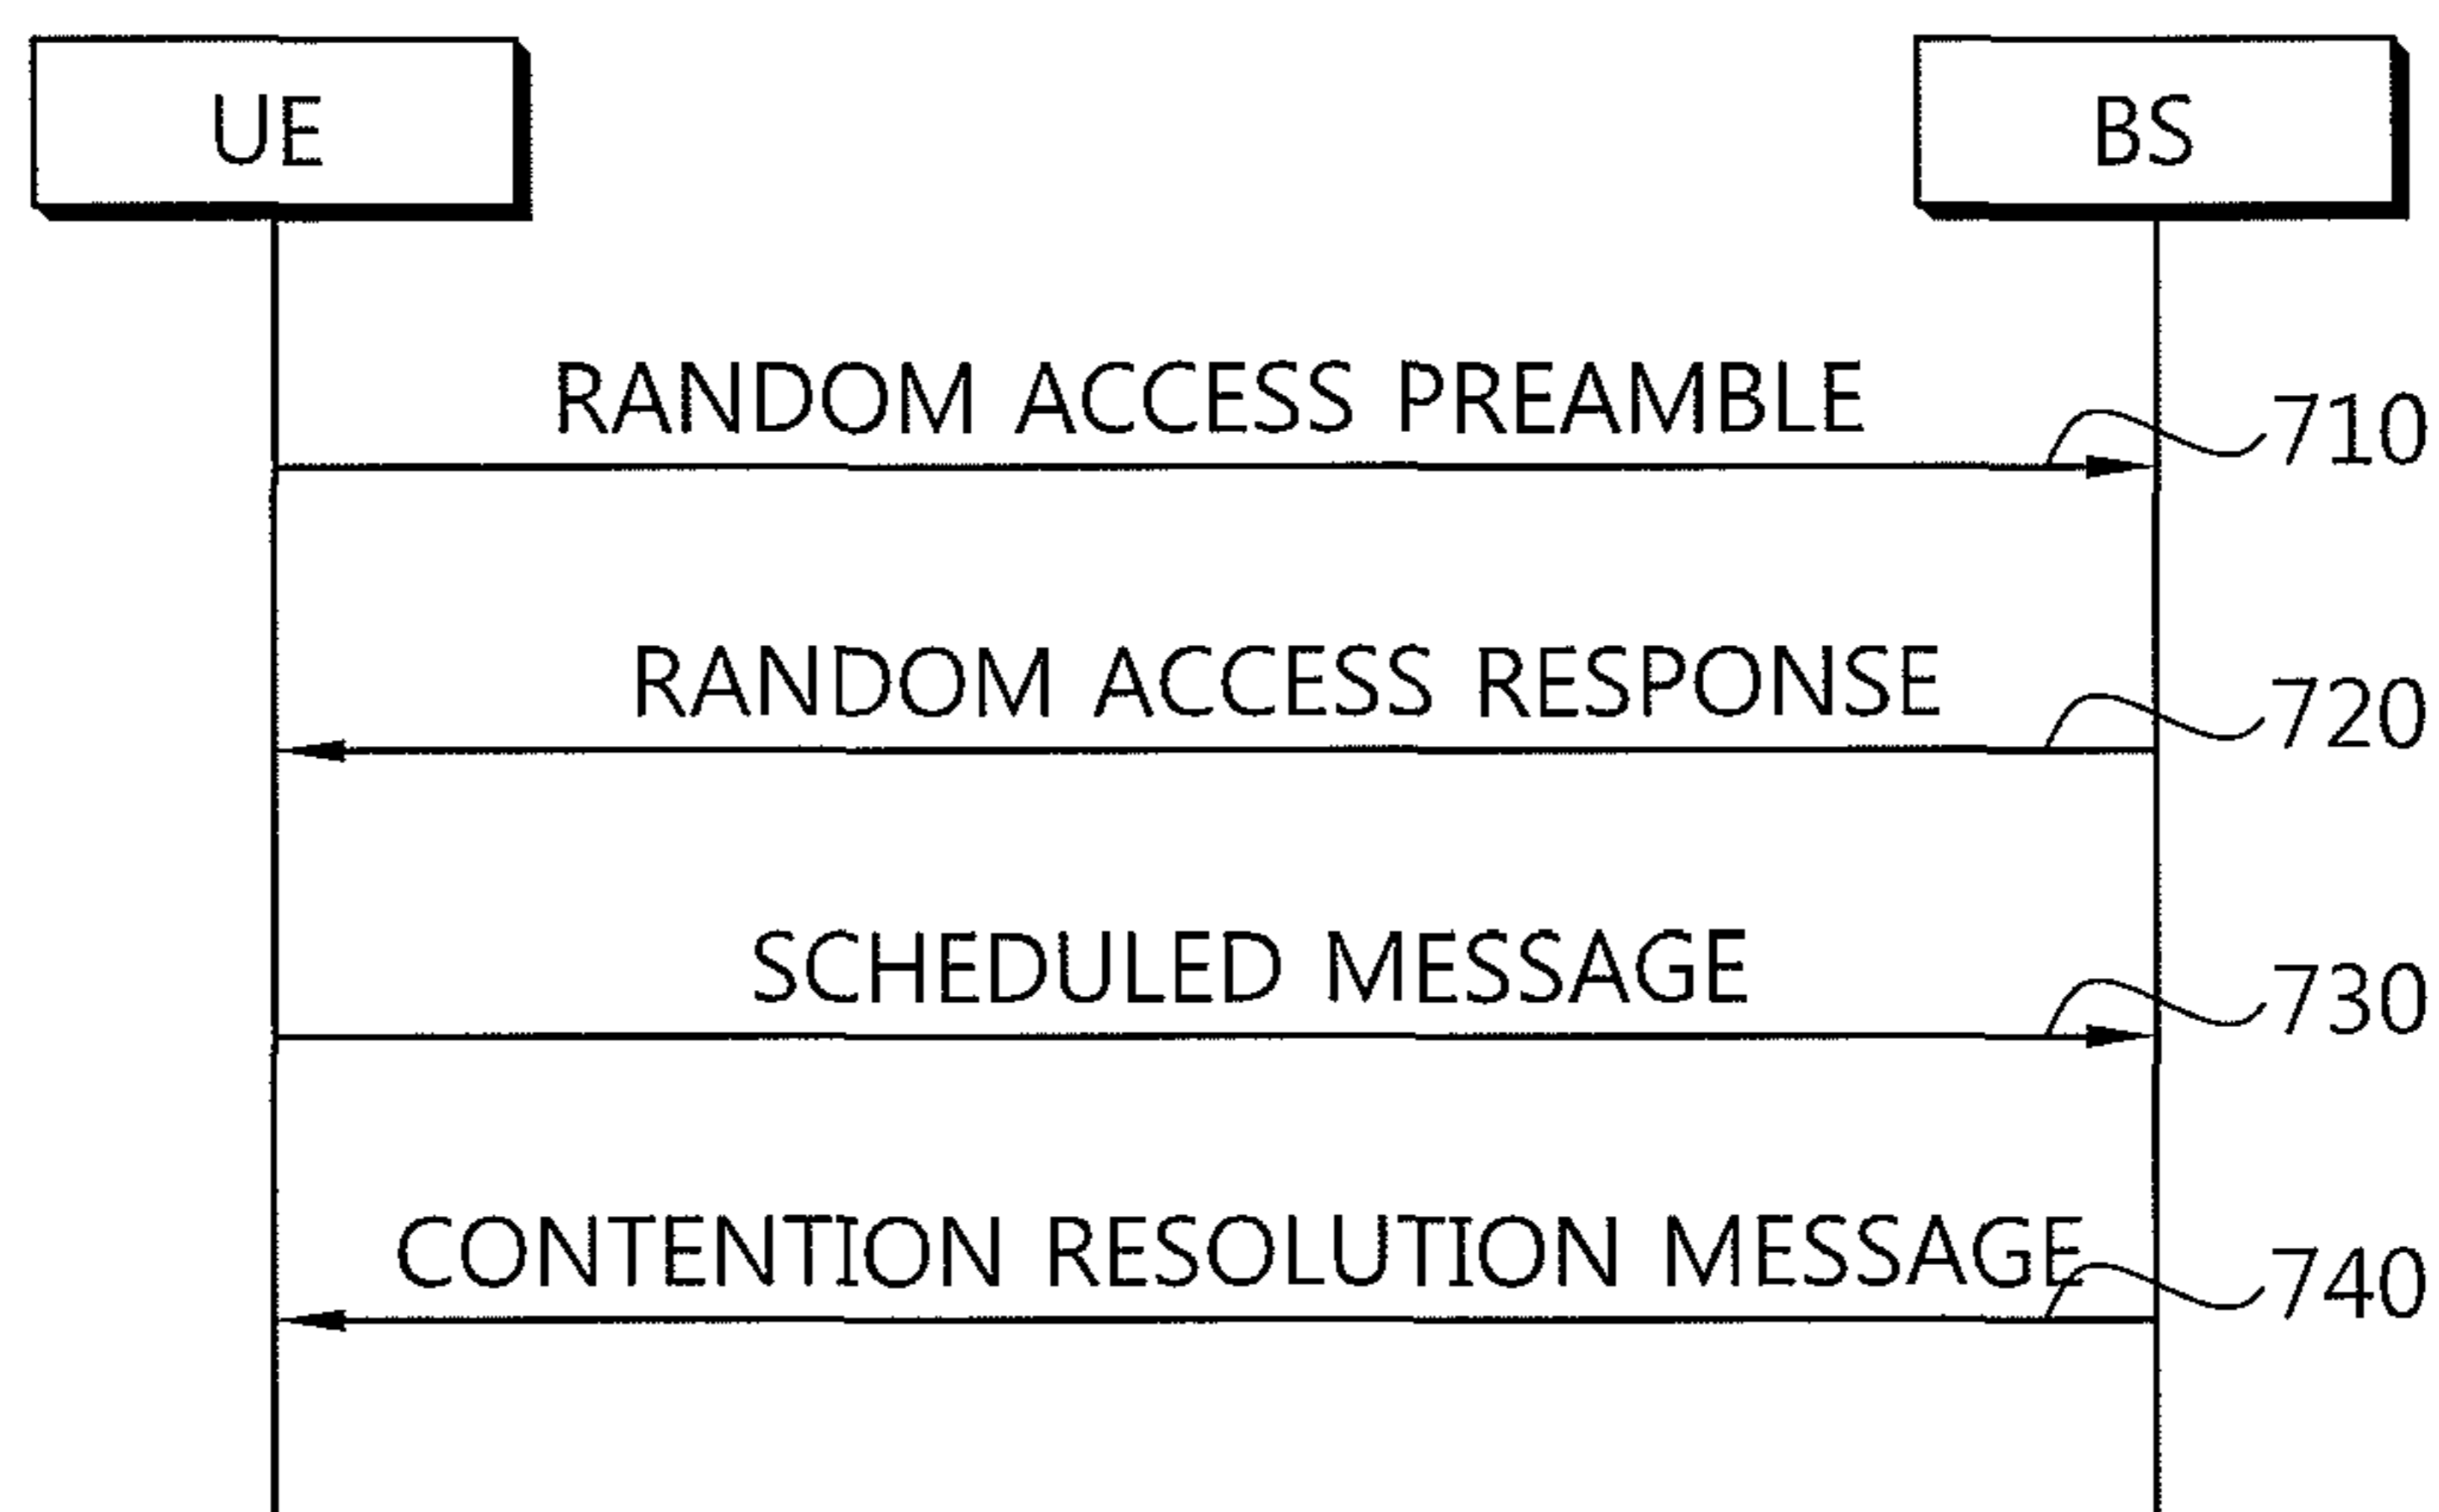 UE
BS
RANDOM ACCESS PREAMBLE
710
RANDOM ACCESS RESPONSE
720
SCHEDULED MESSAGE
730
CONTENTION RESOLUTION MESSAGE
740